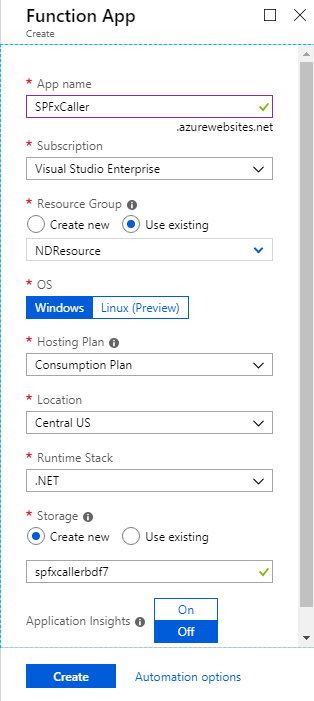 Function App
Create
* App name
SPFxCaller
.azurewebsites.net
* Subscription
Visual Studio Enterprise
* Resource Group
Create new Use existing
NDResource
* OS
Windows Linux (Preview)
* Hosting Plan
Consumption Plan
* Location
Central US
* Runtime Stack
.NET
* Storage
Create new Use existing
spfxcallerbdf7
Application Insights
On
Off
Create Automation options